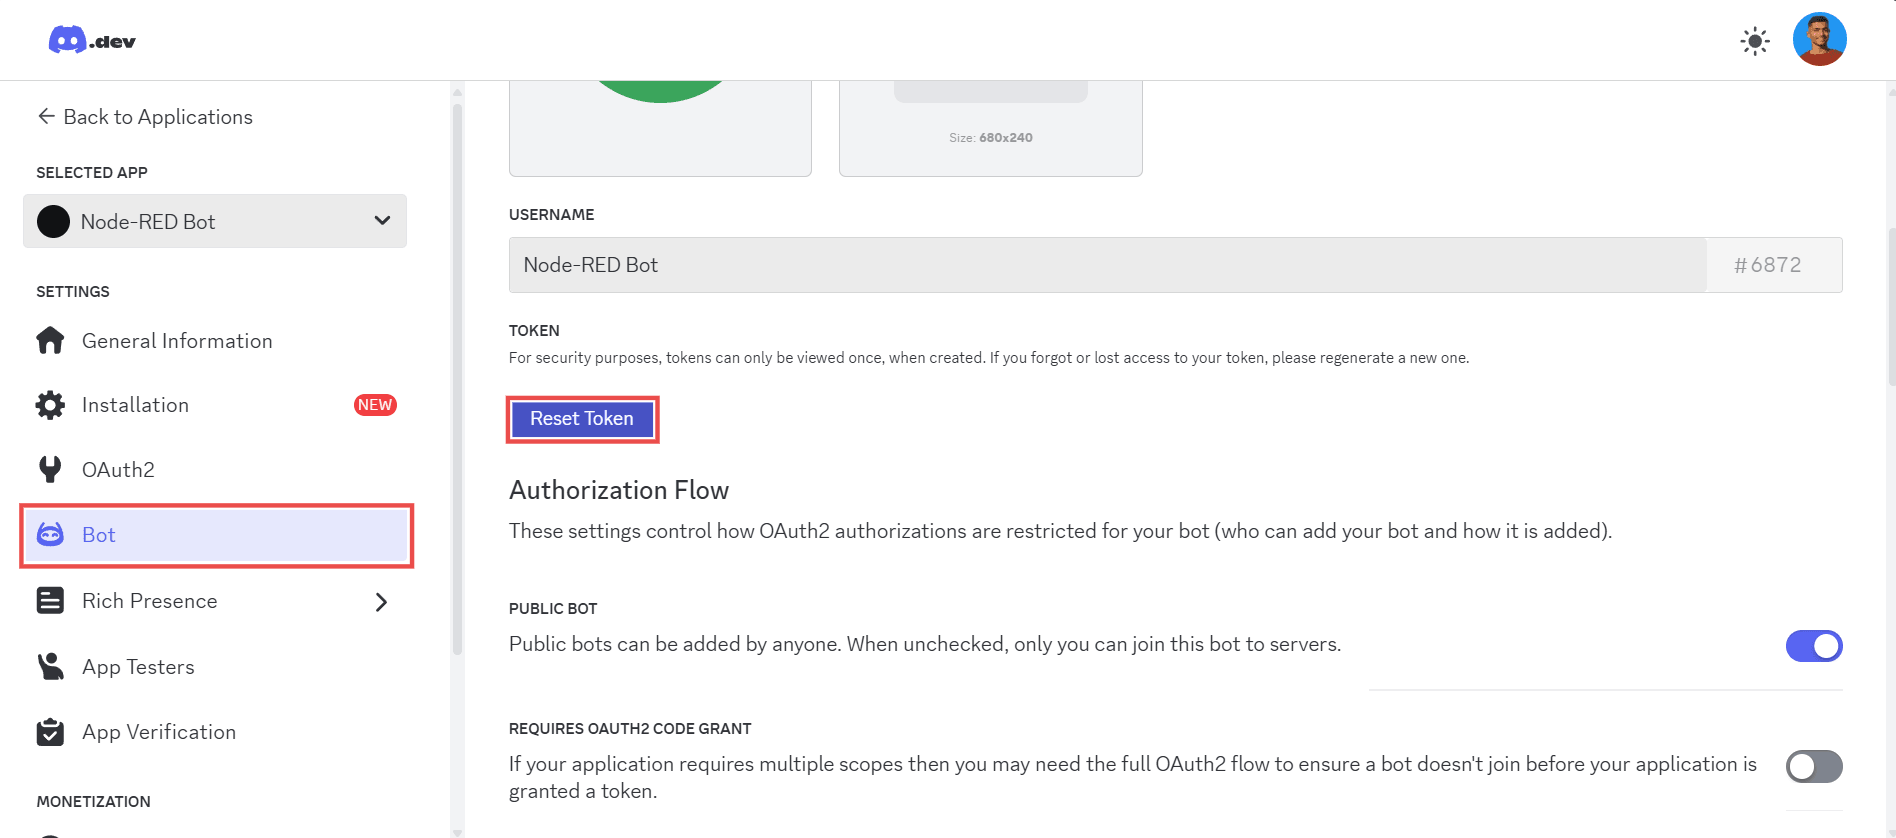 .dev
Back to Applications
SELECTED APP
Node-RED Bot
SETTINGS
General Information
Installation
NEW
OAuth2
Bot
Rich Presence
App Testers
App Verification
MONETIZATION
Size: 680x240
USERNAME
Node-RED Bot
#6872
TOKEN
For security purposes, tokens can only be viewed once, when created. If you forgot or lost access to your token, please regenerate a new one.
Reset Token
Authorization Flow
These settings control how OAuth2 authorizations are restricted for your bot (who can add your bot and how it is added).
PUBLIC BOT
Public bots can be added by anyone. When unchecked, only you can join this bot to servers.
REQUIRES OAUTH2 CODE GRANT
If your application requires multiple scopes then you may need the full OAuth2 flow to ensure a bot doesn't join before your application is
granted a token.